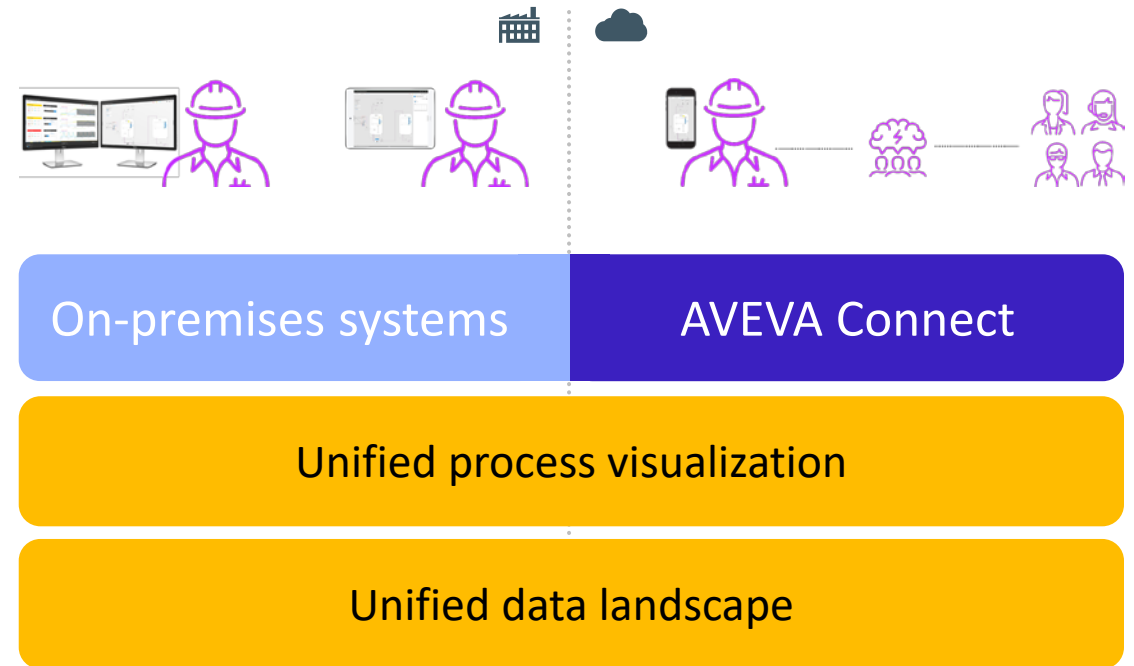 On-premises systems
AVEVA Connect
Unified process visualization
Unified data landscape